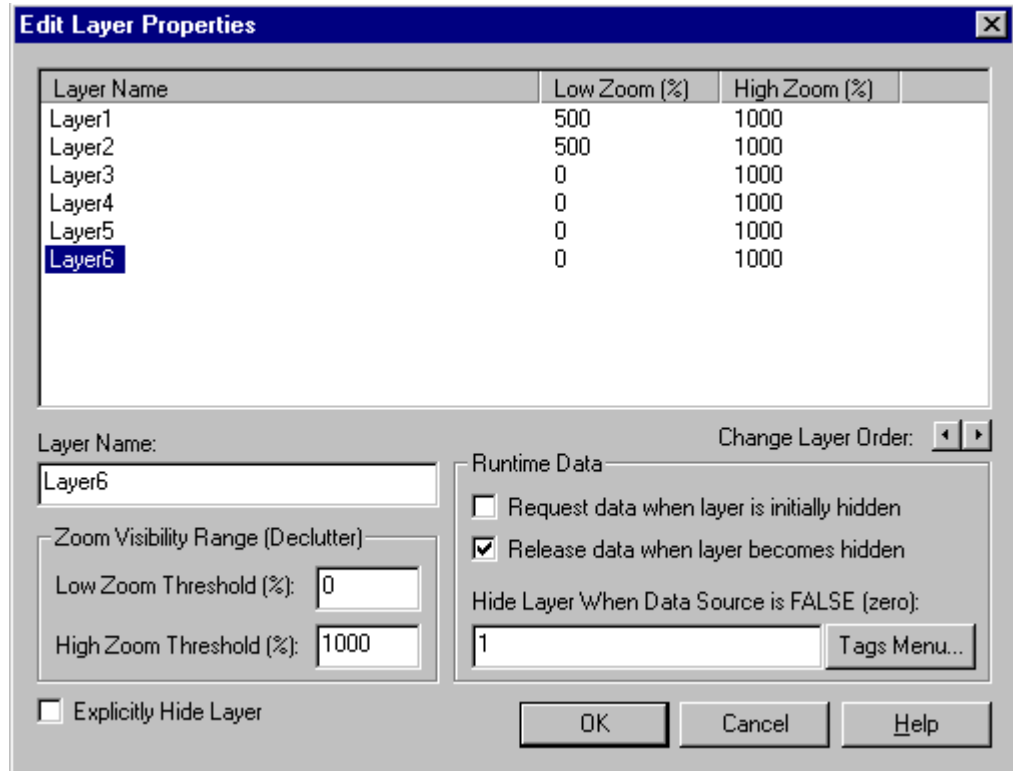 Edit Layer Properties
Layer Name Low Zoom (%) High Zoom (%)
Layer1 500 1000
Layer2 500 1000
Layer3 0 1000
Layer4 0 1000
Layer5 0 1000
Layer6 0 1000
Change Layer Order:
Layer Name:
Layer6
Zoom Visibility Range (Declutter)
Low Zoom Threshold (%): 0
High Zoom Threshold (%): 1000
Explicitly Hide Layer
Runtime Data
Request data when layer is initially hidden
Release data when layer becomes hidden
Hide Layer When Data Source is FALSE (zero):
1 Tags Menu...
OK Cancel Help